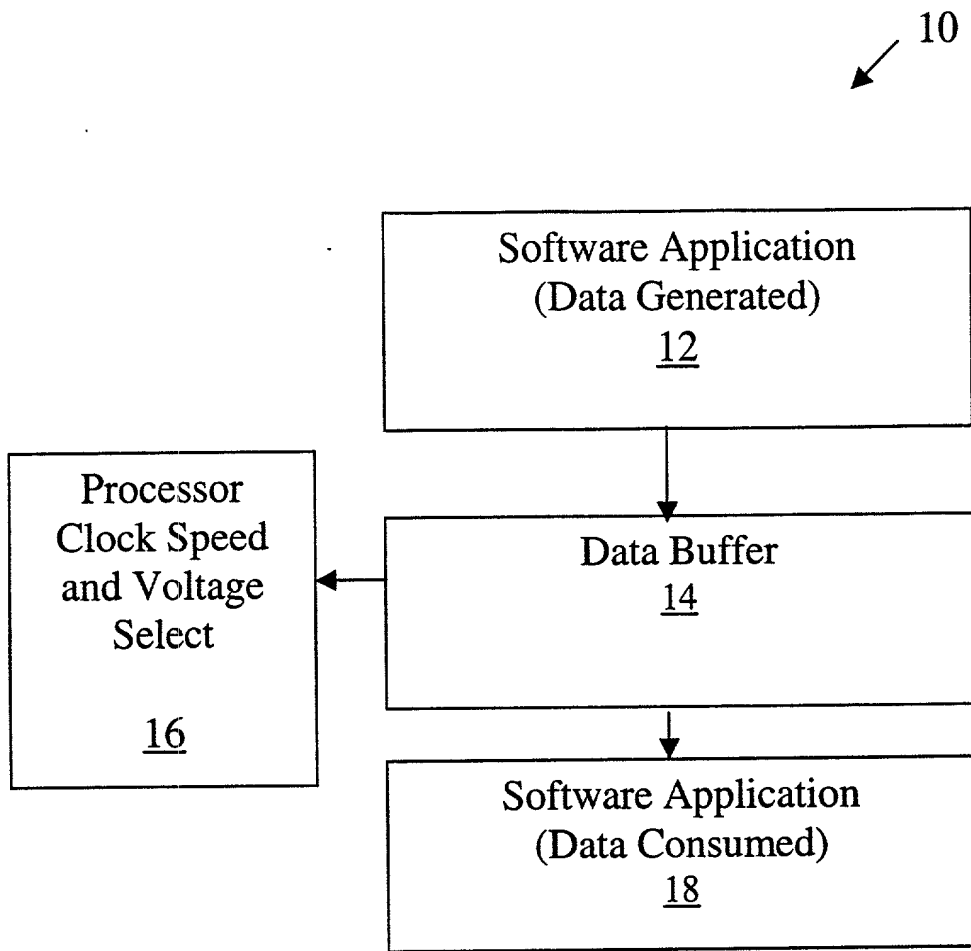 10
Software Application
(Data Generated)
12
Processor
Clock Speed
and Voltage
Select
16
Data Buffer
14
Software Application
(Data Consumed)
18